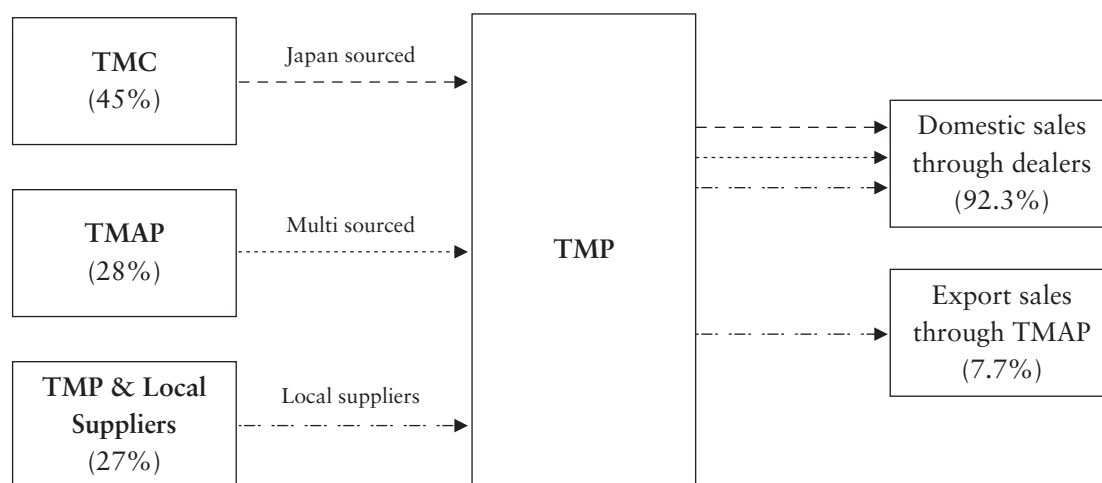 TMC
(45%)
Japan sourced
TMAP
(28%)
Multi sourced
TMP & Local
Suppliers
(27%)
Local suppliers
TMP
Domestic sales
through dealers
(92.3%)
Export sales
through TMAP
(7.7%)